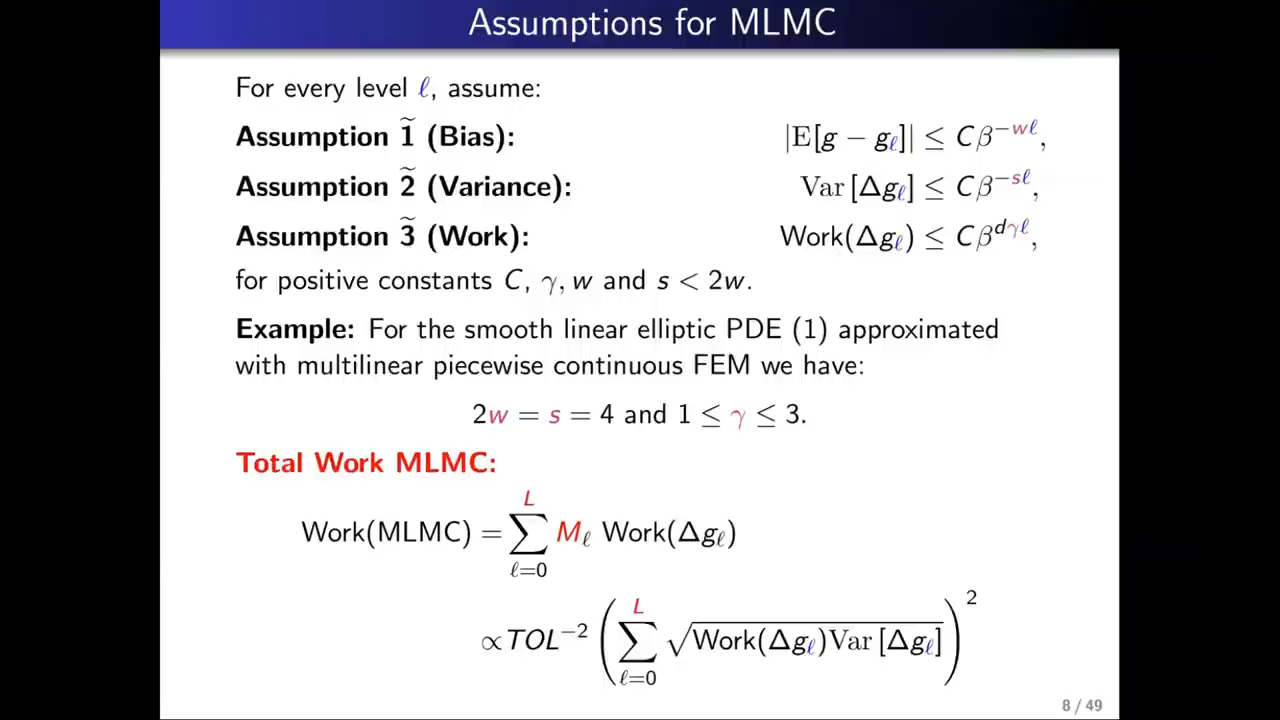 Assumptions for MLMC
For every level ℓ, assume:
Assumption 1̃ (Bias): |E[g − g_ℓ]| ≤ Cβ^{−wℓ},
Assumption 2̃ (Variance): Var [Δg_ℓ] ≤ Cβ^{−sℓ},
Assumption 3̃ (Work): Work(Δg_ℓ) ≤ Cβ^{dγℓ},
for positive constants C, γ, w and s < 2w.
Example: For the smooth linear elliptic PDE (1) approximated
with multilinear piecewise continuous FEM we have:
2w = s = 4 and 1 ≤ γ ≤ 3.
Total Work MLMC:
Work(MLMC) = ∑_{ℓ=0}^{L} M_ℓ Work(Δg_ℓ)
∝TOL^{−2} (∑_{ℓ=0}^{L} √(Work(Δg_ℓ)Var [Δg_ℓ]))^2
8 / 49